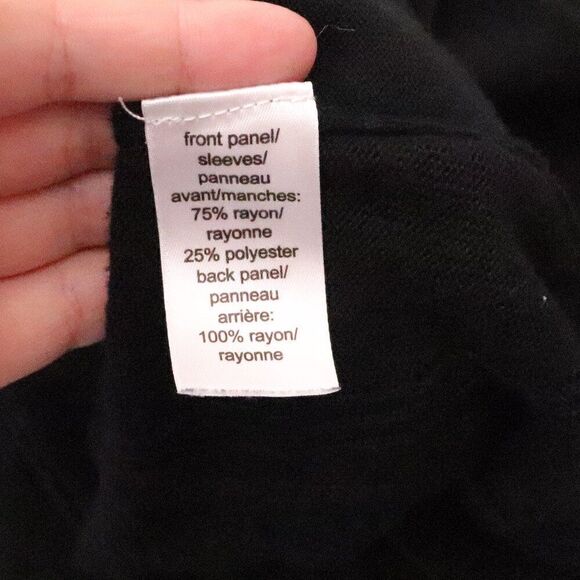 front panel/
sleeves/
panneau
avant/manches:
75% rayon/
rayonne
25% polyester
back panel/
panneau
arrière:
100% rayon/
rayonne